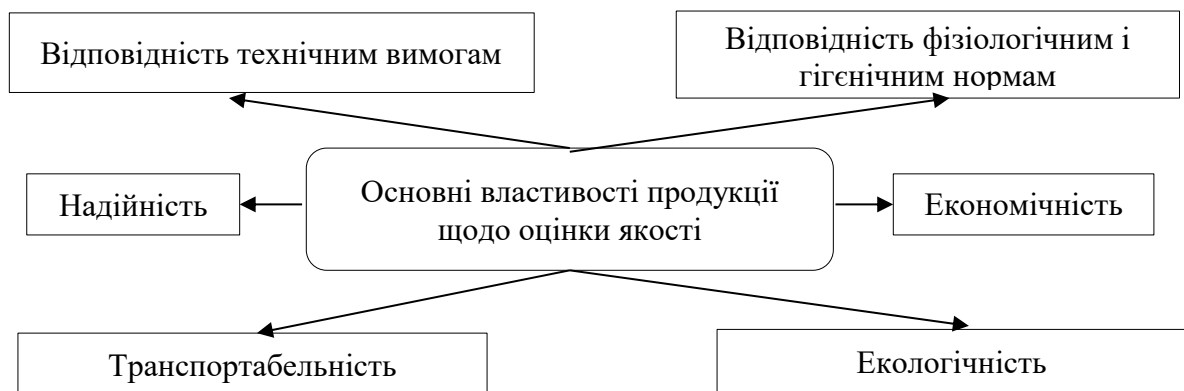 Відповідність технічним вимогам
Відповідність фізіологічним і
гігєнічним нормам
Надійність
Основні властивості продукції
щодо оцінки якості
Економічність
Транспортабельність
Екологічність